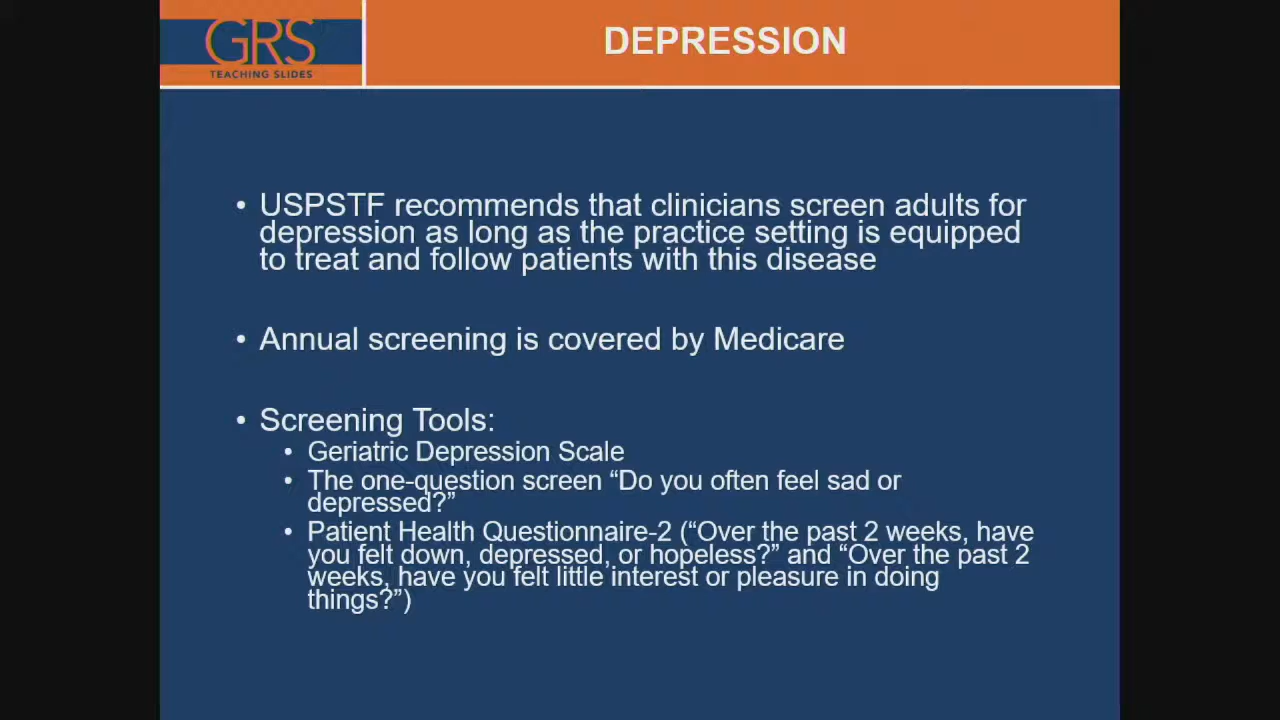 GRS
TEACHING SLIDES
DEPRESSION
• USPSTF recommends that clinicians screen adults for
depression as long as the practice setting is equipped
to treat and follow patients with this disease
• Annual screening is covered by Medicare
• Screening Tools:
• Geriatric Depression Scale
• The one-question screen “Do you often feel sad or
depressed?”
• Patient Health Questionnaire-2 (“Over the past 2 weeks, have
you felt down, depressed, or hopeless?” and “Over the past 2
weeks, have you felt little interest or pleasure in doing
things?”)